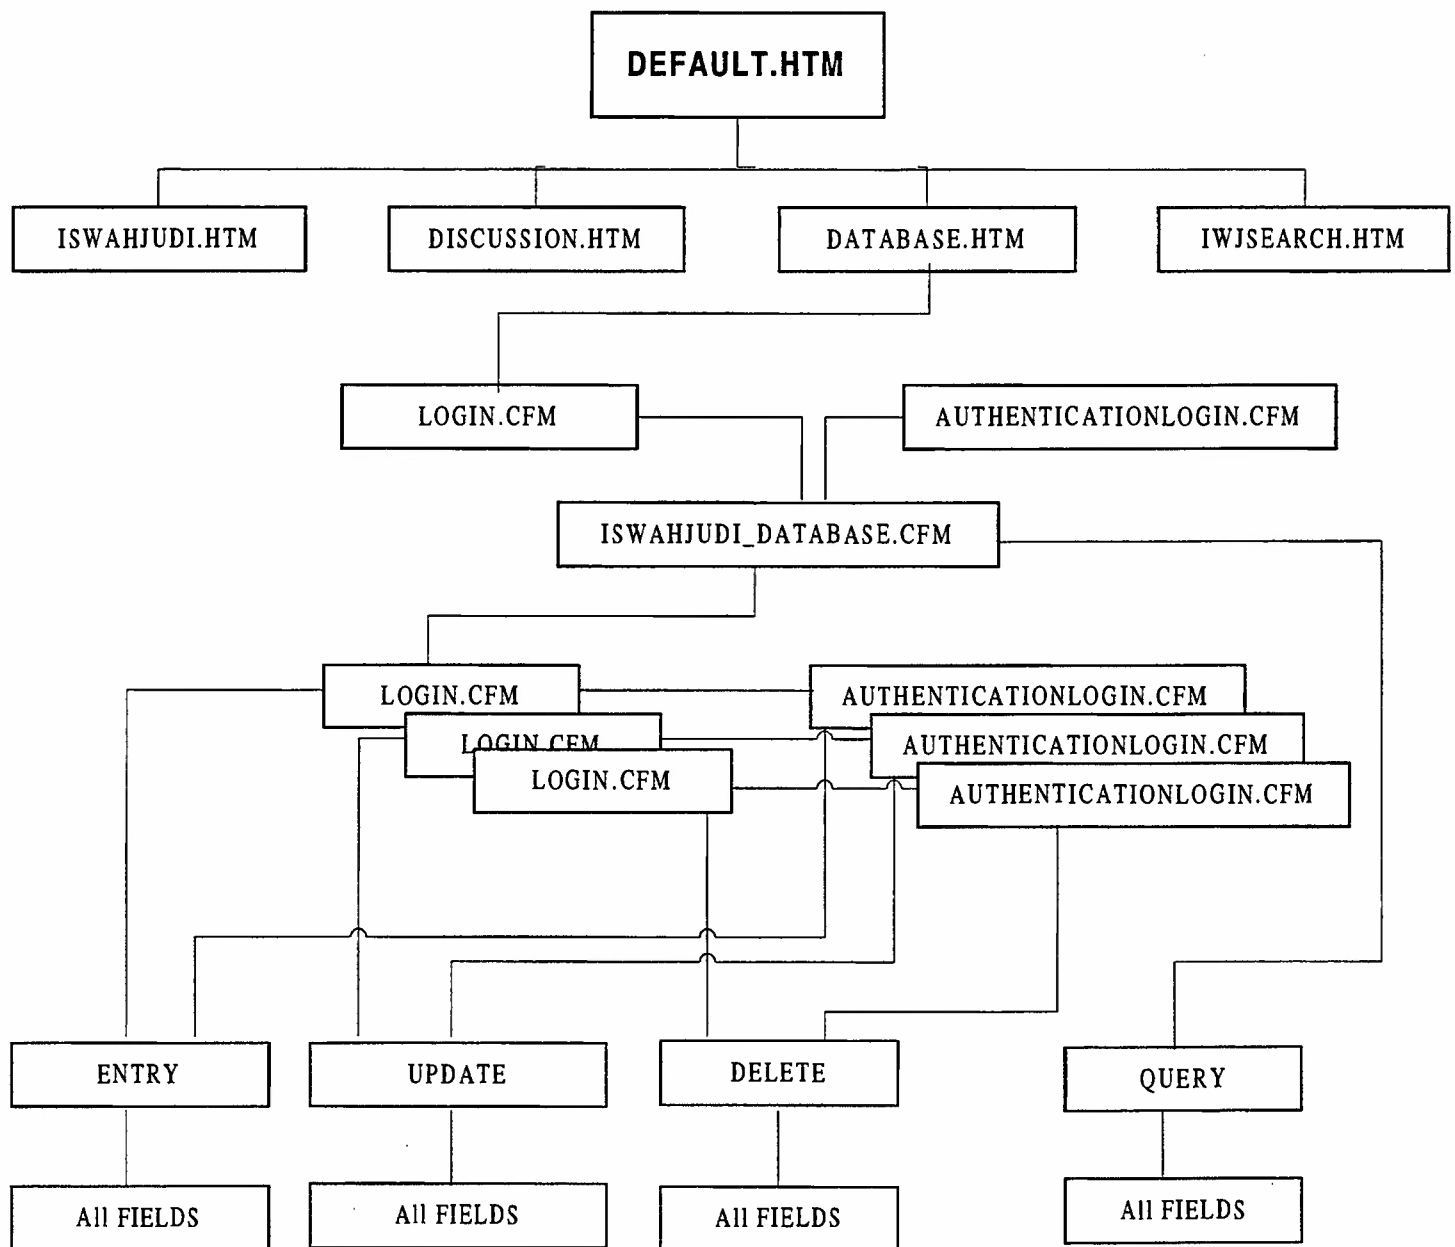 DEFAULT.HTM
ISWAHJUDI.HTM
DISCUSSION.HTM
DATABASE.HTM
IWJSEARCH.HTM
LOGIN.CFM
AUTHENTICATIONLOGIN.CFM
ISWAHJUDI_DATABASE.CFM
LOGIN.CFM
AUTHENTICATIONLOGIN.CFM
LOGIN.CFM
AUTHENTICATIONLOGIN.CFM
LOGIN.CFM
AUTHENTICATIONLOGIN.CFM
ENTRY
UPDATE
DELETE
QUERY
All FIELDS
All FIELDS
All FIELDS
All FIELDS